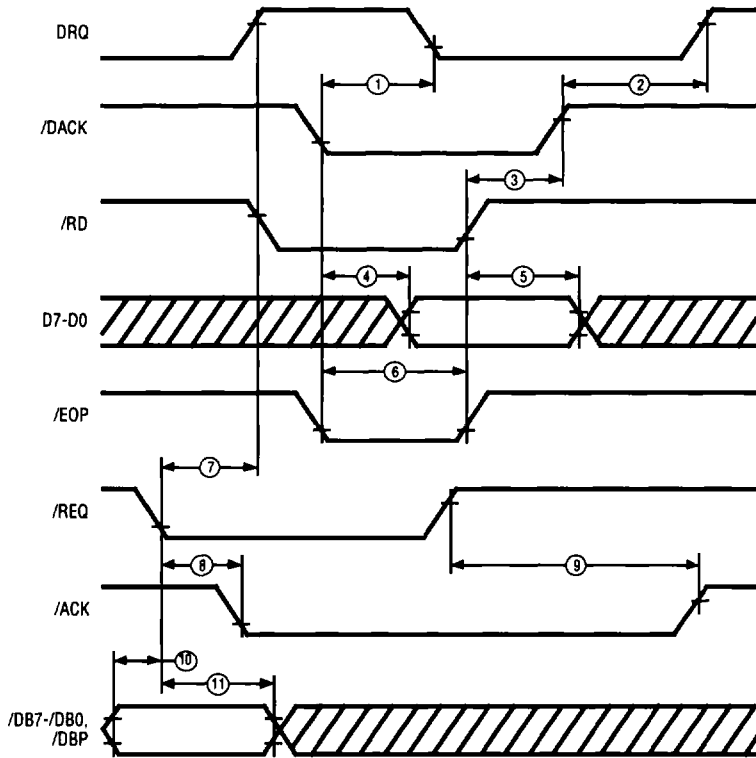 DRQ
1
2
/DACK
3
/RD
4
5
D7-D0
6
/EOP
7
/REQ
8
9
/ACK
10
11
/DB7-/DB0,
/DBP